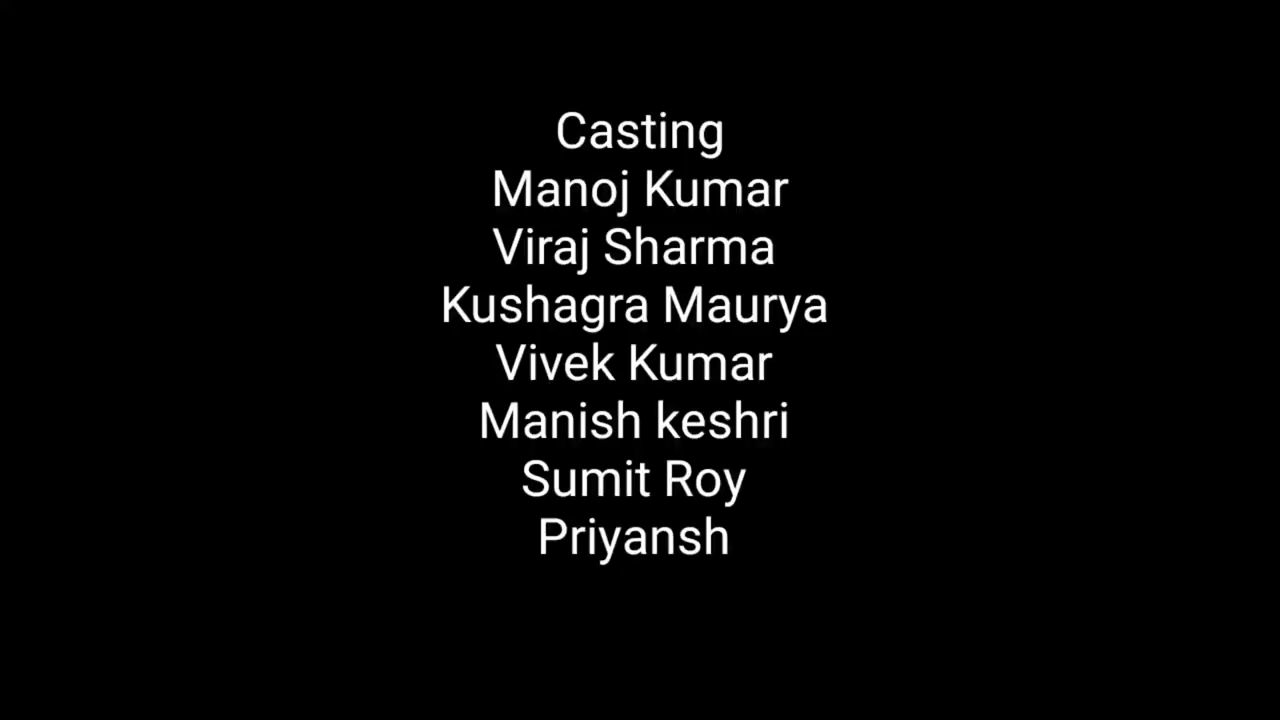 Casting
Manoj Kumar
Viraj Sharma
Kushagra Maurya
Vivek Kumar
Manish keshri
Sumit Roy
Priyansh